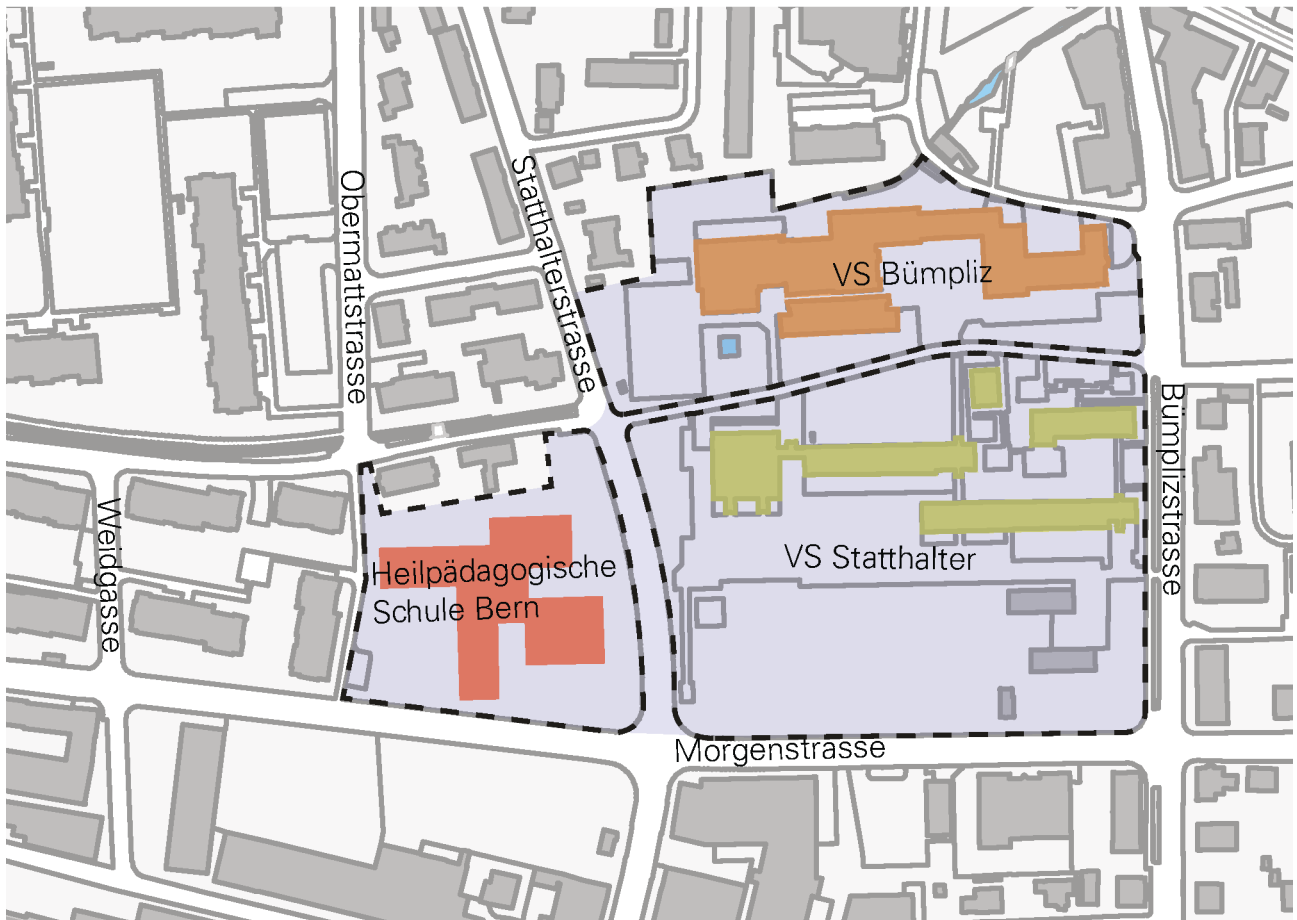 Statthalterstrasse
Obermattstrasse
VS Bümpliz
Bümplizstrasse
Weidgasse
VS Statthalter
Heilpädagogische
Schule Bern
Morgenstrasse